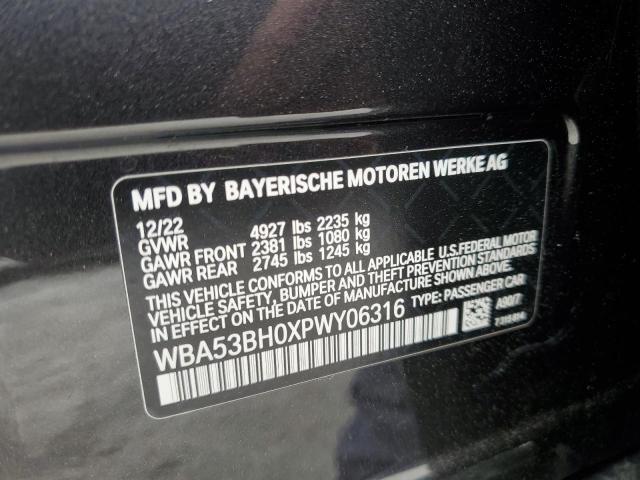 MFD BY BAYERISCHE MOTOREN WERKE AG
12/22
GVWR 4927 lbs 2235 kg
GAWR FRONT 2381 lbs 1080 kg
GAWR REAR 2745 lbs 1245 kg
THIS VEHICLE CONFORMS TO ALL APPLICABLE U.S.FEDERAL MOTOR
VEHICLE SAFETY, BUMPER AND THEFT PREVENTION STANDARDS
IN EFFECT ON THE DATE OF MANUFACTURE SHOWN ABOVE.
WBA53BH0XPWY06316 TYPE: PASSENGER CAR
A90/7